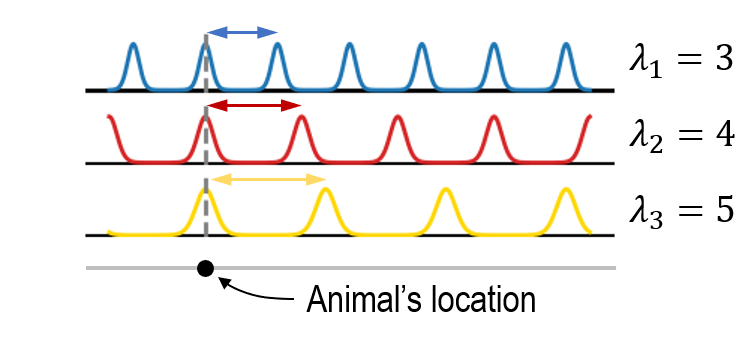 λ₁ = 3
λ₂ = 4
λ₃ = 5
Animal's location